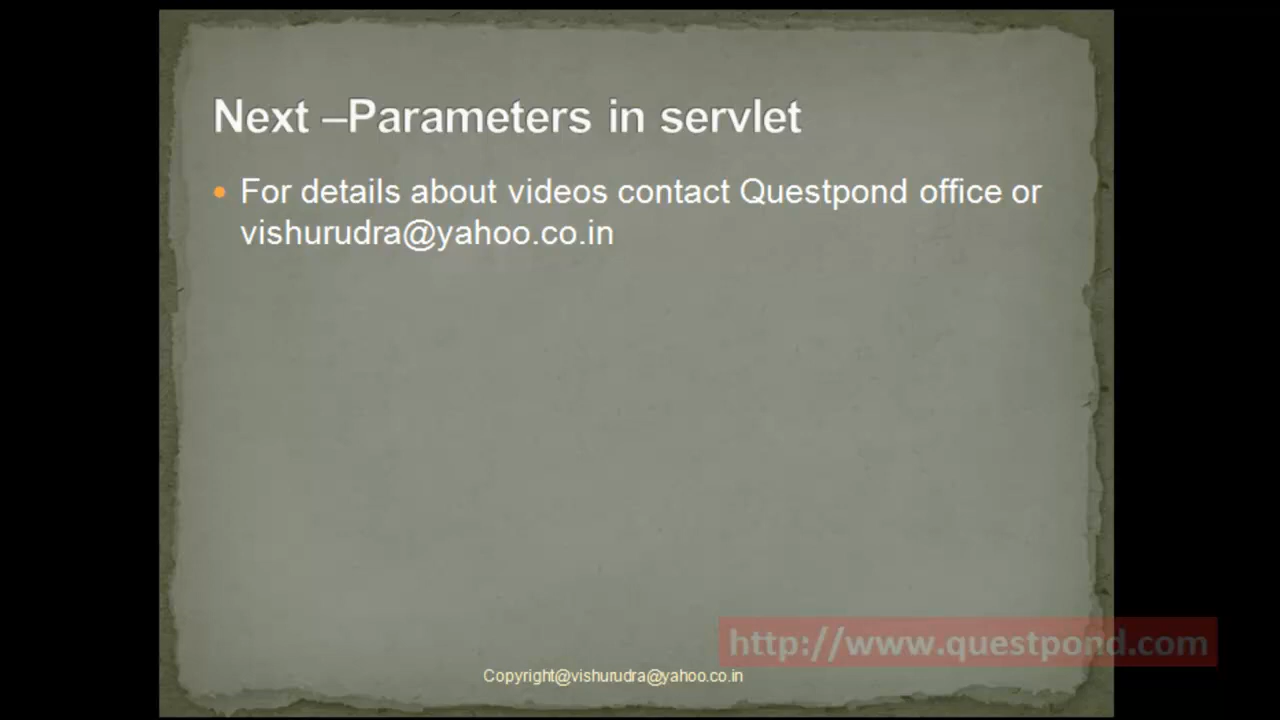 Next –Parameters in servlet
• For details about videos contact Questpond office or
vishurudra@yahoo.co.in
http://www.questpond.com
Copyright@vishurudra@yahoo.co.in